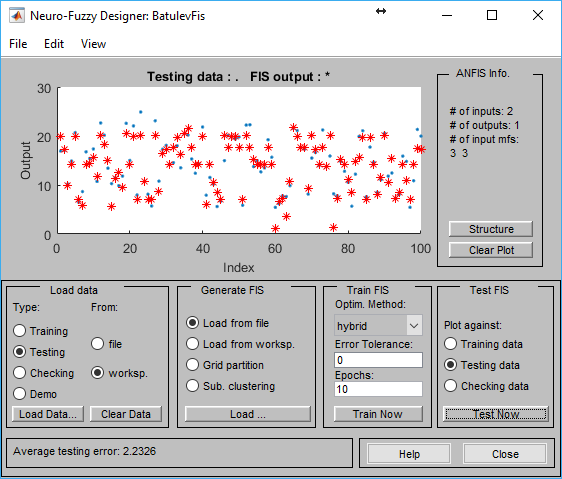 Neuro-Fuzzy Designer: BatulevFis
File Edit View
Testing data : . FIS output : *
30
20
10
0
Output
0 20 40 60 80 100
Index
ANFIS Info.
# of inputs: 2
# of outputs: 1
# of input mfs:
3 3
Structure
Clear Plot
Load data
Type: From:
Training
Testing
Checking
Demo
file
worksp.
Load Data... Clear Data
Generate FIS
Load from file
Load from worksp.
Grid partition
Sub. clustering
Load ...
Train FIS
Optim. Method:
hybrid
Error Tolerance:
0
Epochs:
10
Train Now
Test FIS
Plot against:
Training data
Testing data
Checking data
Test Now
Average testing error: 2.2326
Help Close